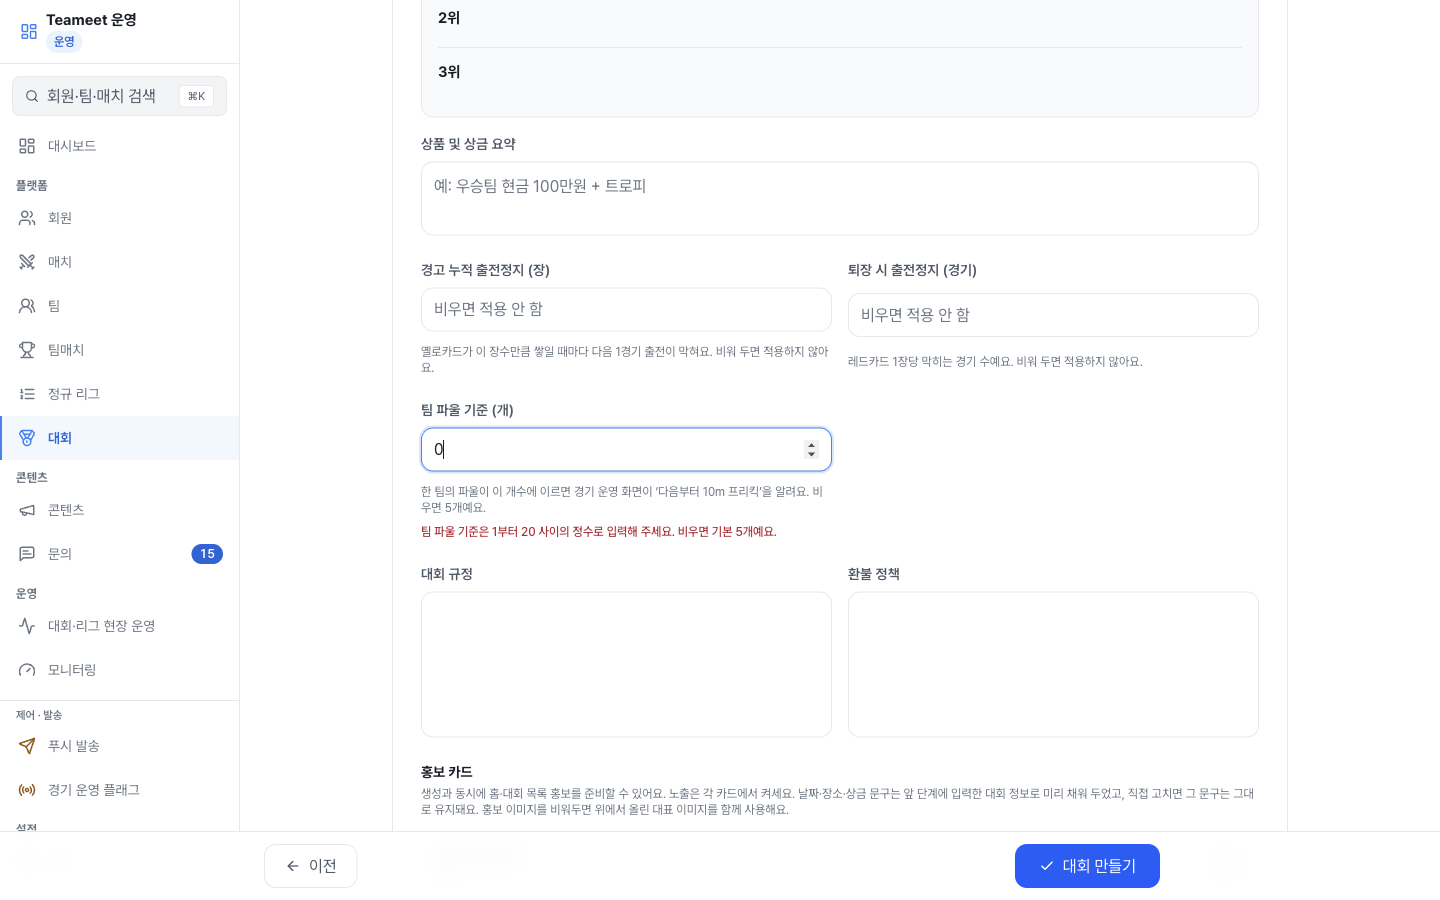 Teameet 운영
운영
회원·팀·매치 검색
⌘K
대시보드
플랫폼
회원
매치
팀
팀매치
정규 리그
대회
콘텐츠
콘텐츠
문의
15
운영
대회·리그 현장 운영
모니터링
제어 · 발송
푸시 발송
경기 운영 플래그
설정
2위
3위
상품 및 상금 요약
예: 우승팀 현금 100만원 + 트로피
경고 누적 출전정지 (장)
비우면 적용 안 함
옐로카드가 이 장수만큼 쌓일 때마다 다음 1경기 출전이 막혀요. 비워 두면 적용하지 않아
요.
퇴장 시 출전정지 (경기)
비우면 적용 안 함
레드카드 1장당 막히는 경기 수예요. 비워 두면 적용하지 않아요.
팀 파울 기준 (개)
0
한 팀의 파울이 이 개수에 이르면 경기 운영 화면이 ‘다음부터 10m 프리킥’을 알려요. 비
우면 5개예요.
팀 파울 기준은 1부터 20 사이의 정수로 입력해 주세요. 비우면 기본 5개예요.
대회 규정
환불 정책
홍보 카드
생성과 동시에 홈·대회 목록 홍보를 준비할 수 있어요. 노출은 각 카드에서 켜세요. 날짜·장소·상금 문구는 앞 단계에 입력한 대회 정보로 미리 채워 두었고, 직접 고치면 그 문구는 그대
로 유지돼요. 홍보 이미지를 비워두면 위에서 올린 대표 이미지를 함께 사용해요.
이전
대회 만들기